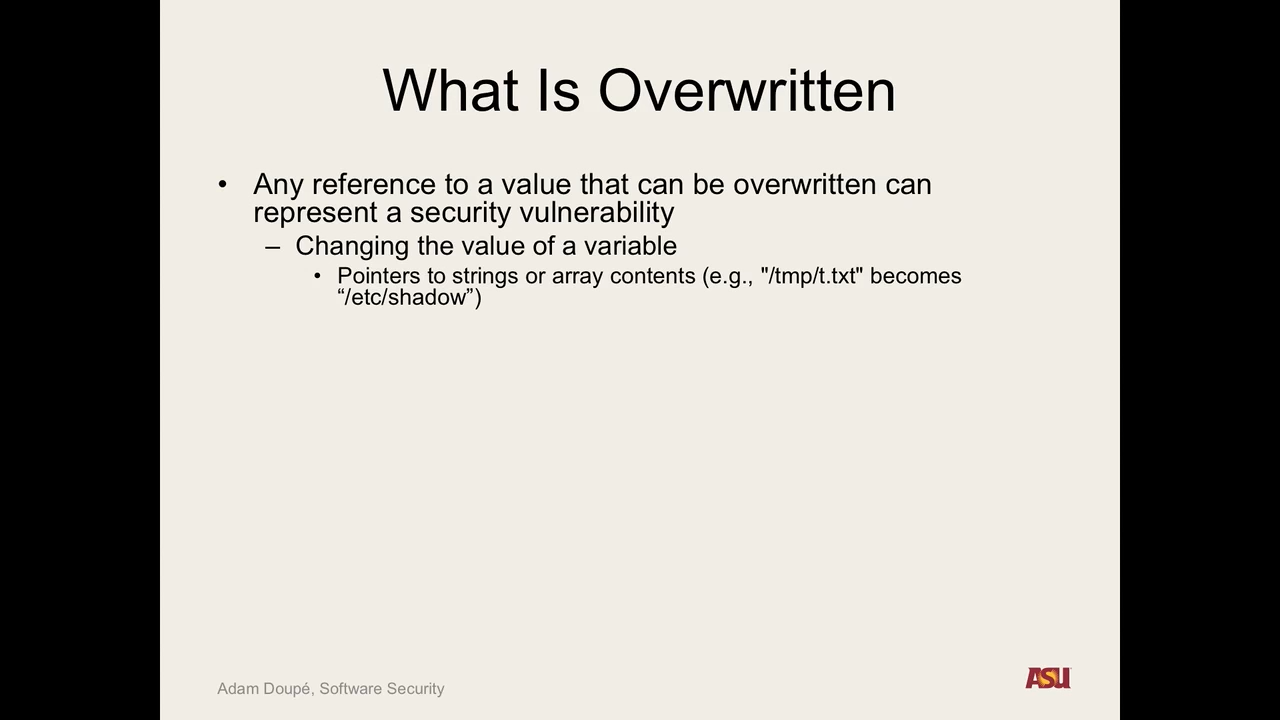 What Is Overwritten
• Any reference to a value that can be overwritten can
represent a security vulnerability
– Changing the value of a variable
• Pointers to strings or array contents (e.g., "/tmp/t.txt" becomes
“/etc/shadow”)
Adam Doupé, Software Security
ASU